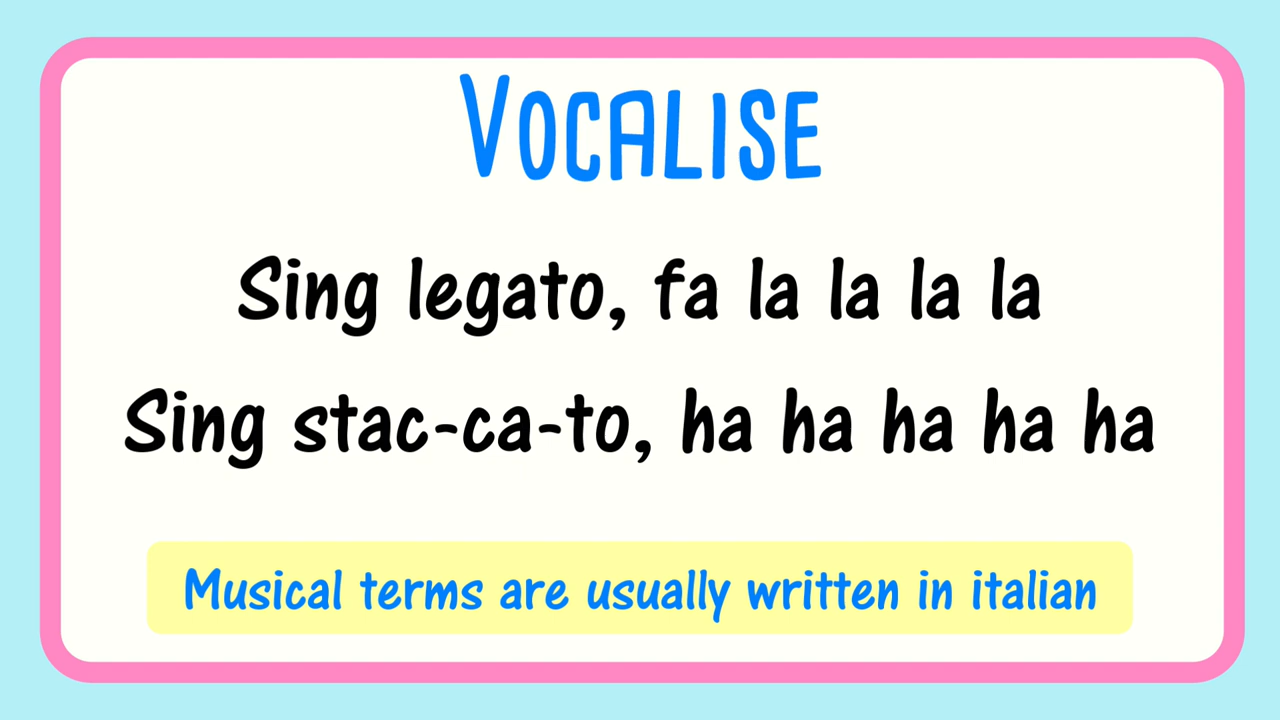 VOCALISE
Sing legato, fa la la la la
Sing stac-ca-to, ha ha ha ha ha
Musical terms are usually written in italian